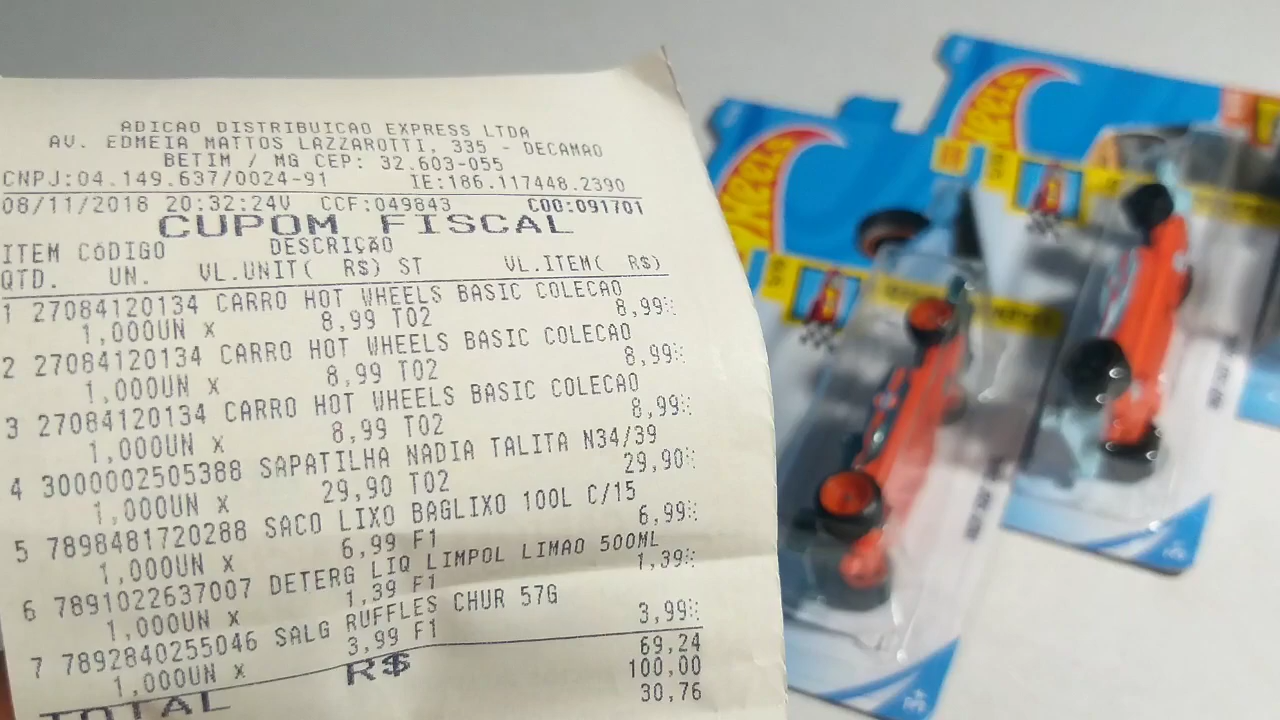 ADICAO DISTRIBUICAO EXPRESS LTDA
AV. EDMEIA MATTOS LAZZAROTTI, 335 - DECAMAO
BETIM / MG CEP: 32.603-055
CNPJ:04.149.637/0024-91 IE:186.117448.2390
08/11/2018 20:32:24V CCF:049843 COO:091701
CUPOM FISCAL
ITEM CÓDIGO DESCRIÇÃO
QTD. UN. VL.UNIT( R$) ST VL.ITEM( R$)
1 27084120134 CARRO HOT WHEELS BASIC COLECAO
1,000UN X 8,99 T02 8,99
2 27084120134 CARRO HOT WHEELS BASIC COLECAO
1,000UN X 8,99 T02 8,99
3 27084120134 CARRO HOT WHEELS BASIC COLECAO
1,000UN X 8,99 T02 8,99
4 3000002505388 SAPATILHA NADIA TALITA N34/39
1,000UN X 29,90 T02 29,90
5 7898481720288 SACO LIXO BAGLIXO 100L C/15
1,000UN X 6,99 F1 6,99
6 7891022637007 DETERG LIQ LIMPOL LIMAO 500ML
1,000UN X 1,39 F1 1,39
7 7892840255046 SALG RUFFLES CHUR 57G
1,000UN X 3,99 F1 3,99
TOTAL R$ 69,24
100,00
30,76
WHEELS
WHEELS